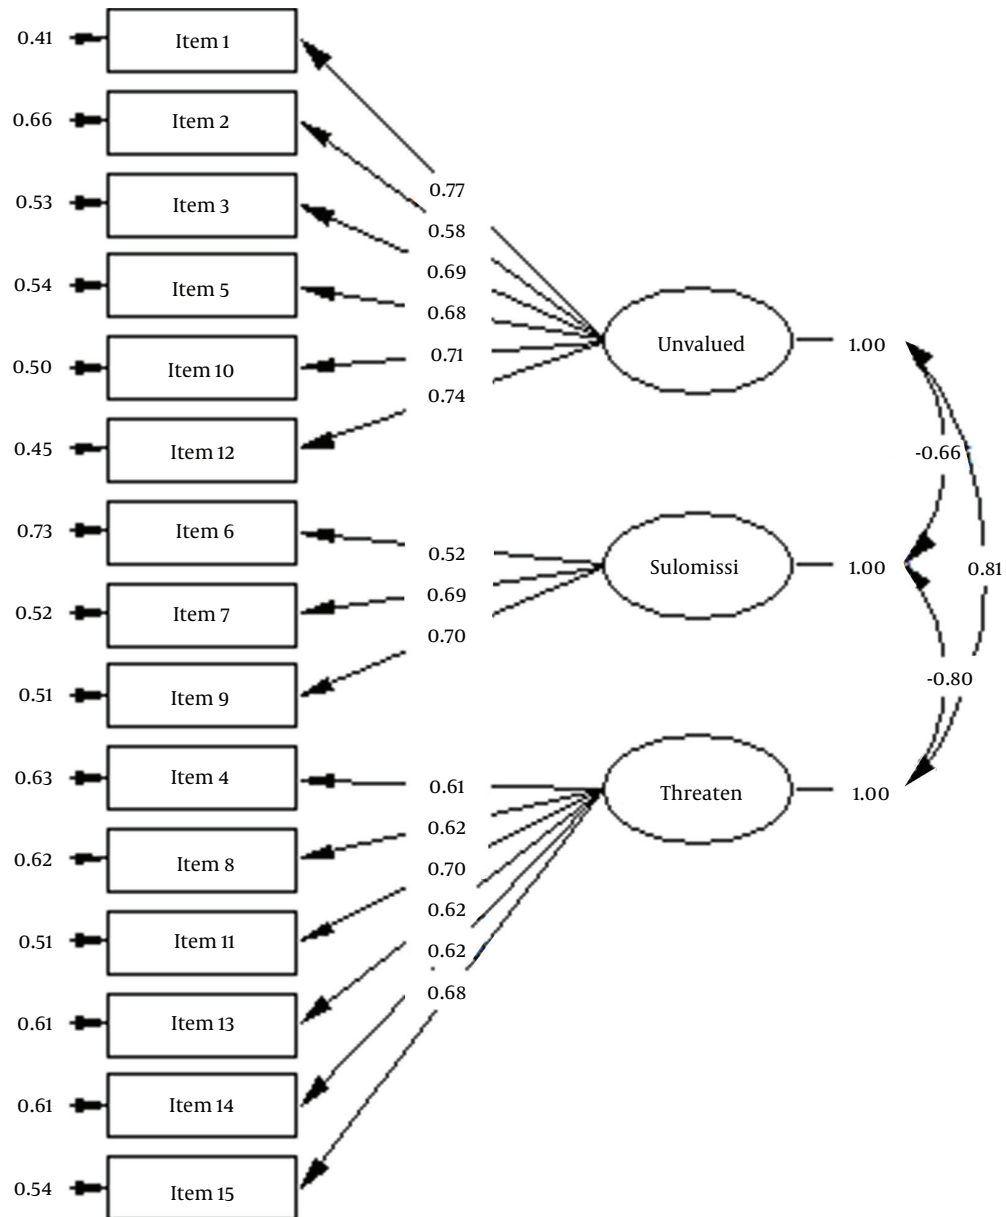 0.41 Item 1
0.66 Item 2
0.53 Item 3
0.54 Item 5
0.50 Item 10
0.45 Item 12
0.73 Item 6
0.52 Item 7
0.51 Item 9
0.63 Item 4
0.62 Item 8
0.51 Item 11
0.61 Item 13
0.61 Item 14
0.54 Item 15
0.77
0.58
0.69
0.68
0.71
0.74
0.52
0.69
0.70
0.61
0.62
0.70
0.62
0.62
0.68
Unvalued 1.00
Sulomissi 1.00
Threaten 1.00
-0.66
0.81
-0.80